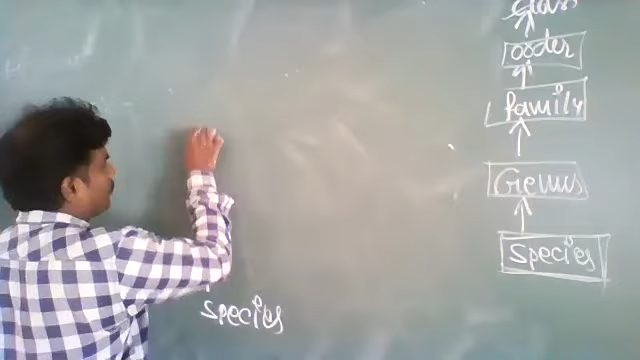 class
order
family
Genus
species
species